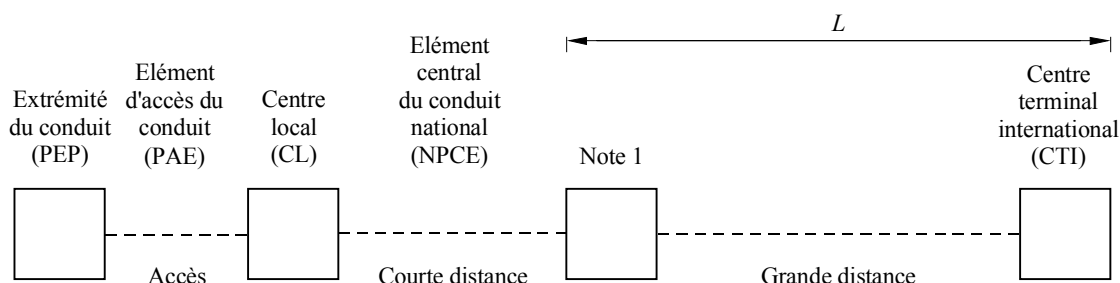 L
Elément
central
du conduit
national
(NPCE)
Elément
d'accès du
conduit
(PAE)
Centre
terminal
international
(CTI)
Extrémité
du conduit
(PEP)
Centre
local
(CL)
Note 1
Accès
Courte distance
Grande distance